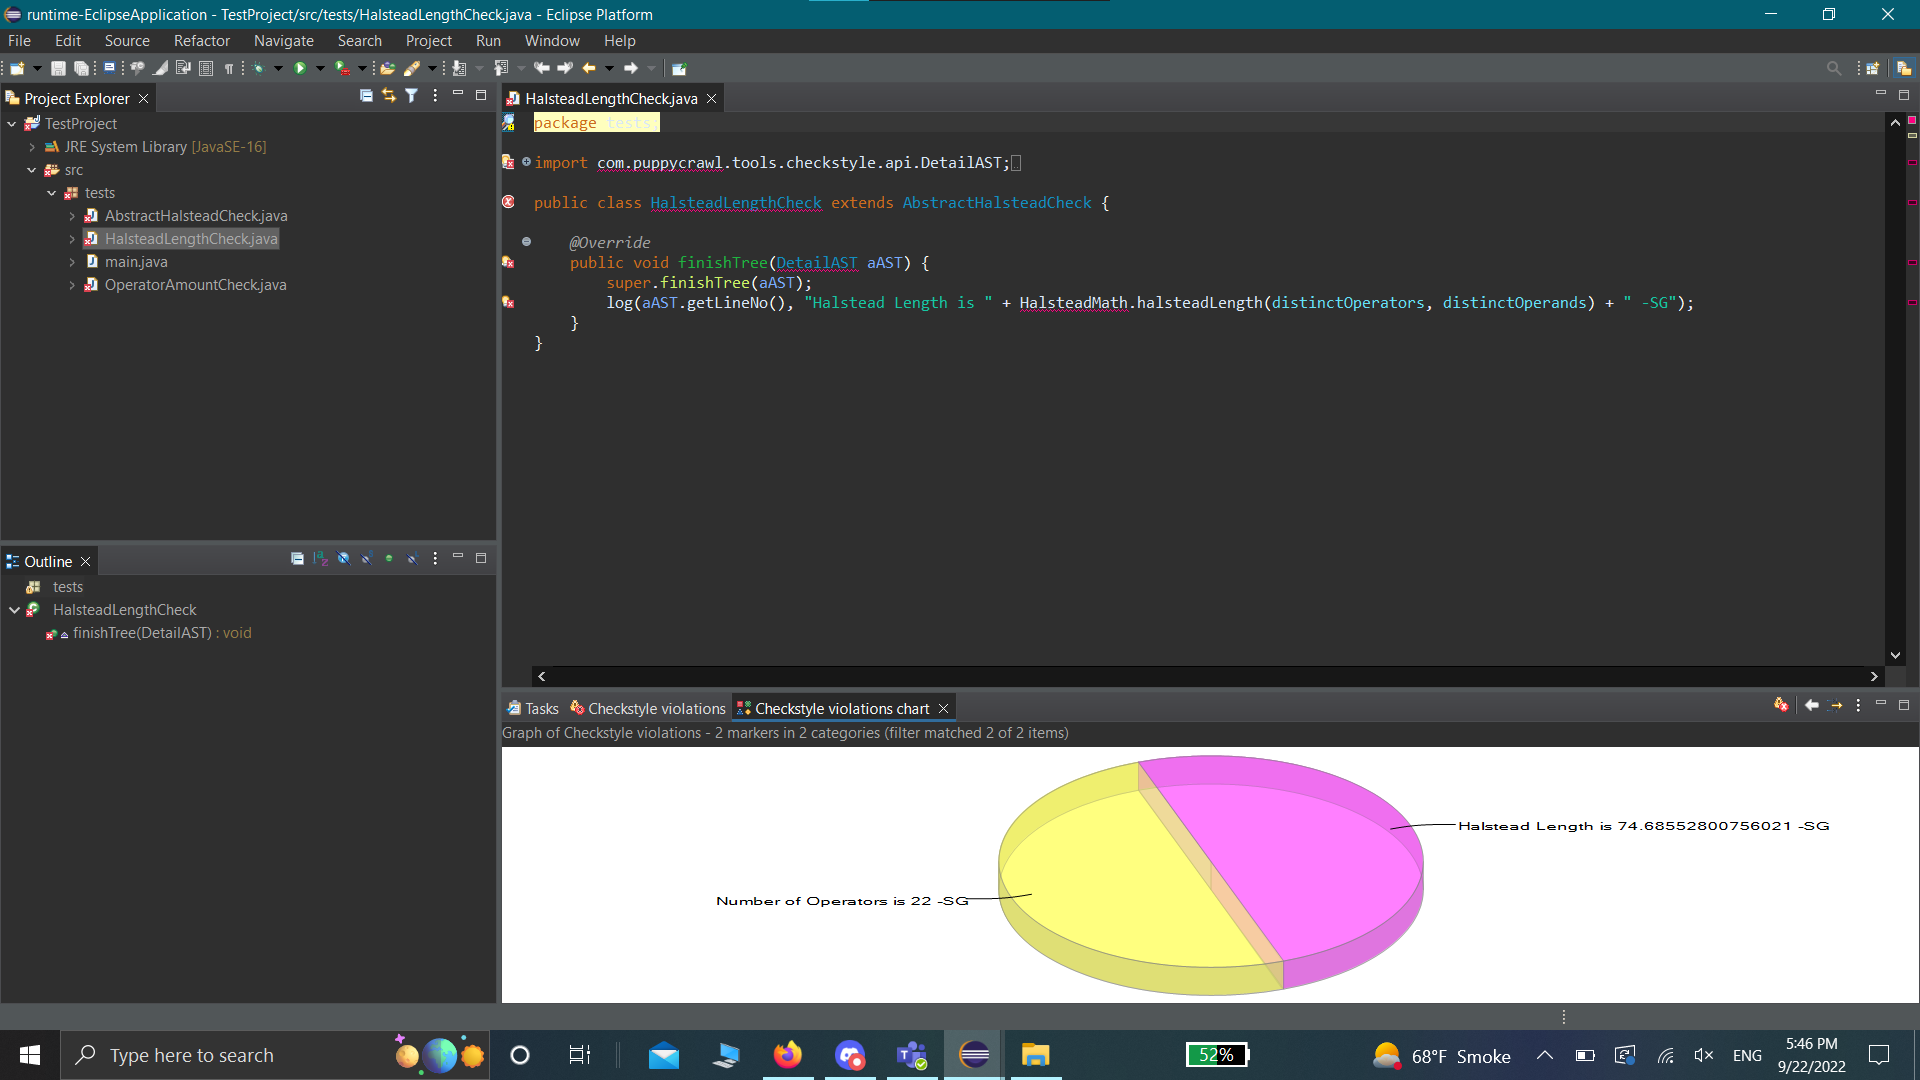 runtime-EclipseApplication - TestProject/src/tests/HalsteadLengthCheck.java - Eclipse Platform
File Edit Source Refactor Navigate Search Project Run Window Help
Project Explorer
TestProject
JRE System Library [JavaSE-16]
src
tests
AbstractHalsteadCheck.java
HalsteadLengthCheck.java
main.java
OperatorAmountCheck.java
Outline
tests
HalsteadLengthCheck
finishTree(DetailAST) : void
HalsteadLengthCheck.java
package tests;
import com.puppycrawl.tools.checkstyle.api.DetailAST;
public class HalsteadLengthCheck extends AbstractHalsteadCheck {
@Override
public void finishTree(DetailAST aAST) {
super.finishTree(aAST);
log(aAST.getLineNo(), "Halstead Length is " + HalsteadMath.halsteadLength(distinctOperators, distinctOperands) + " -SG");
}
}
Tasks Checkstyle violations Checkstyle violations chart
Graph of Checkstyle violations - 2 markers in 2 categories (filter matched 2 of 2 items)
Halstead Length is 74.68552800756021 -SG
Number of Operators is 22 -SG
Type here to search
52%
68°F Smoke
ENG
5:46 PM
9/22/2022